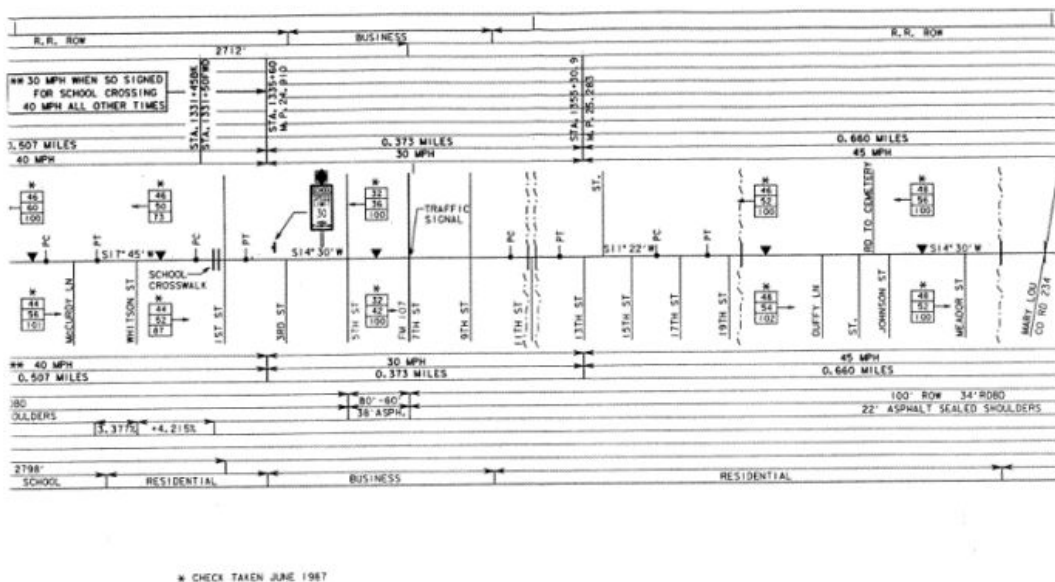 R.R. ROW
BUSINESS
R.R. ROW
2712'
** 30 MPH WHEN SO SIGNED
FOR SCHOOL CROSSING
40 MPH ALL OTHER TIMES
STA. 1331+45BK
STA. 1331+50FWD
STA. 1335+60
M.P. 24.910
STA. 1355+30.9
M.P. 25.283
0.507 MILES
0.373 MILES
0.660 MILES
40 MPH
30 MPH
45 MPH
*
46
60
100
*
46
50
73
30
*
32
36
100
TRAFFIC
SIGNAL
ST.
*
46
52
100
RD TO CEMETERY
*
48
56
100
PC
PT
S17°45'W
PC
PT
S14°30'W
PC
PT
S11°22'W
PC
PT
S14°30'W
SCHOOL
CROSSWALK
*
44
56
101
MCCURDY LN
WHITSON ST
*
44
52
87
1ST ST
3RD ST
5TH ST
*
32
42
100
FM 107
7TH ST
9TH ST
11TH ST
13TH ST
15TH ST
17TH ST
19TH ST
*
48
54
102
DUFFY LN
ST.
JOHNSON ST
*
48
52
100
MEADOR ST
MARY LOU
CO RD 234
** 40 MPH
30 MPH
45 MPH
0.507 MILES
0.373 MILES
0.660 MILES
80'-60'
38' ASPH.
100' ROW 34' RDBD
22' ASPHALT SEALED SHOULDERS
OULDERS
3.377%
+4.215%
2798'
SCHOOL
RESIDENTIAL
BUSINESS
RESIDENTIAL
* CHECK TAKEN JUNE 1987